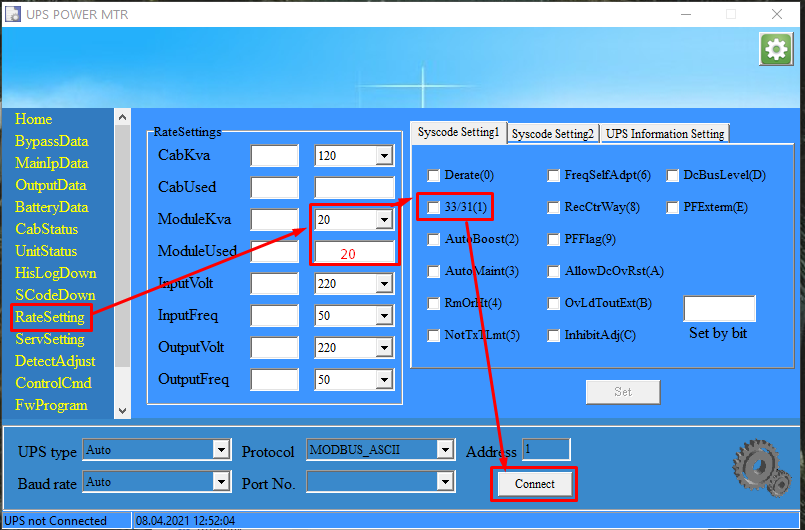 UPS POWER MTR
Home
BypassData
MainIpData
OutputData
BatteryData
CabStatus
UnitStatus
HisLogDown
SCodeDown
RateSetting
ServSetting
DetectAdjust
ControlCmd
FwProgram
RateSettings
CabKva 120
CabUsed
ModuleKva 20
ModuleUsed 20
InputVolt 220
InputFreq 50
OutputVolt 220
OutputFreq 50
Syscode Setting1 Syscode Setting2 UPS Information Setting
Derate(0) FreqSelfAdpt(6) DcBusLevel(D)
33/31(1) RecCtrWay(8) PFExterm(E)
AutoBoost(2) PFFlag(9)
AutoMaint(3) AllowDcOvRst(A)
RmOrHt(4) OvLdToutExt(B)
NotTxTLmt(5) InhibitAdj(C)
Set by bit
Set
UPS type Auto Protocol MODBUS_ASCII Address 1
Baud rate Auto Port No. Connect
UPS not Connected 08.04.2021 12:52:04